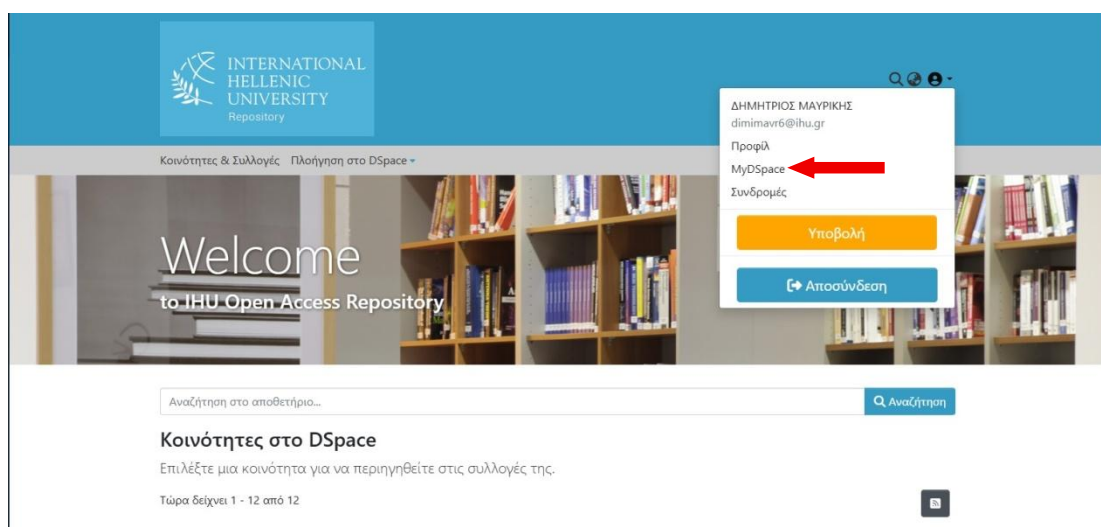 INTERNATIONAL
HELLENIC
UNIVERSITY
Repository
ΔΗΜΗΤΡΙΟΣ ΜΑΥΡΙΚΗΣ
dimimavr6@ihu.gr
Προφίλ
MyDSpace
Συνδρομές
Υποβολή
Αποσύνδεση
Κοινότητες & Συλλογές Πλοήγηση στο DSpace
Welcome
to IHU Open Access Repository
Αναζήτηση στο αποθετήριο...
Αναζήτηση
Κοινότητες στο DSpace
Επιλέξτε μια κοινότητα για να περιηγηθείτε στις συλλογές της.
Τώρα δείχνει 1 - 12 από 12